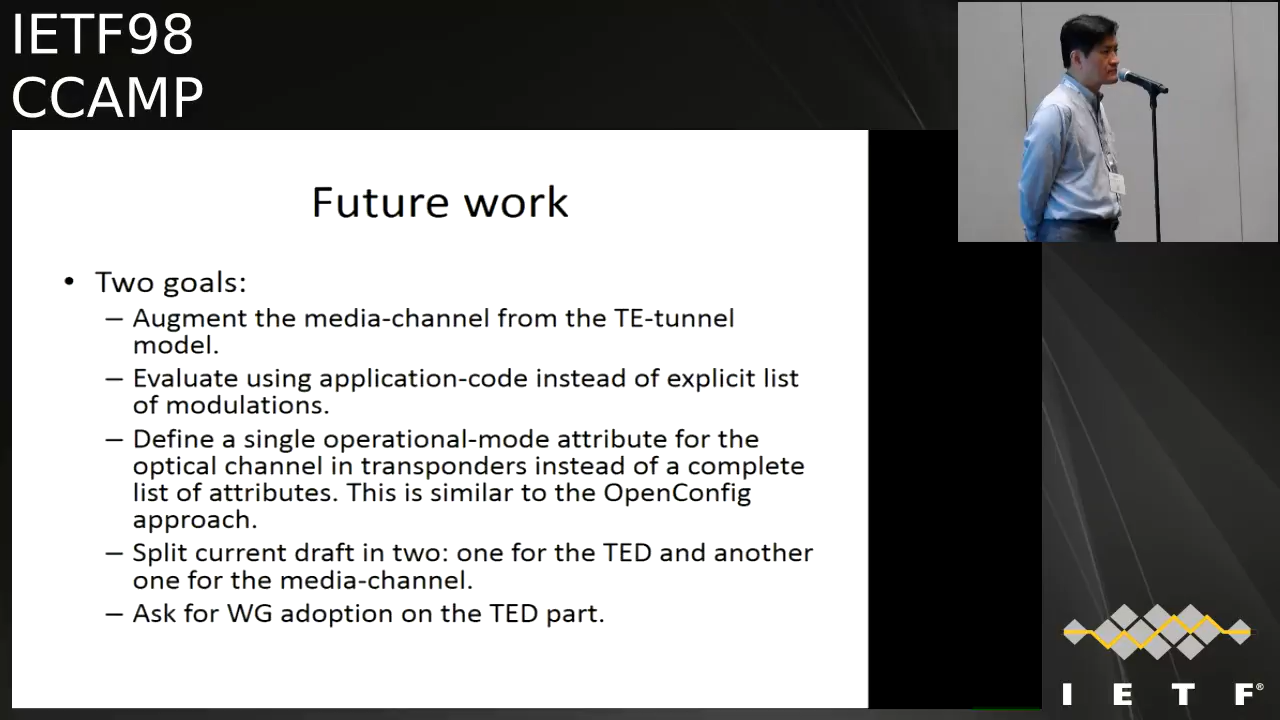 IETF98
CCAMP
Future work
• Two goals:
– Augment the media-channel from the TE-tunnel
model.
– Evaluate using application-code instead of explicit list
of modulations.
– Define a single operational-mode attribute for the
optical channel in transponders instead of a complete
list of attributes. This is similar to the OpenConfig
approach.
– Split current draft in two: one for the TED and another
one for the media-channel.
– Ask for WG adoption on the TED part.
I E T F®